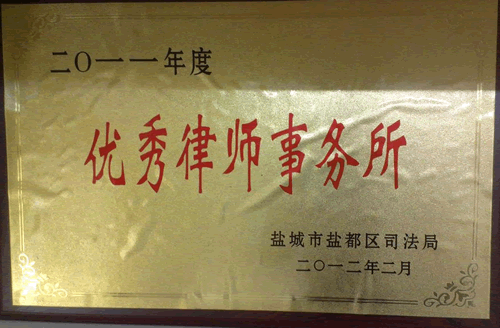 二〇一一年度
优秀律师事务所
盐城市盐都区司法局
二〇一二年二月